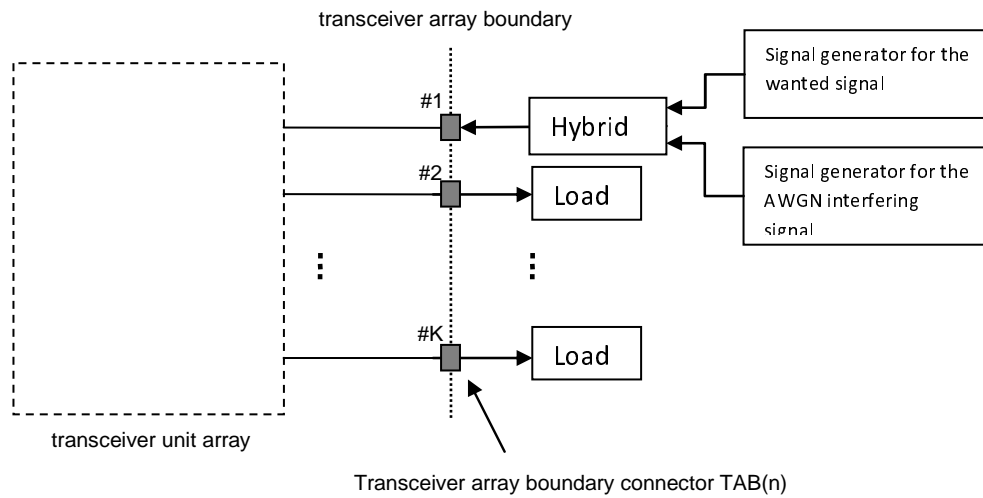 transceiver array boundary
Signal generator for the
wanted signal
#1
Hybrid
#2
Load
Signal generator for the
AWGN interfering
signal
#K
Load
transceiver unit array
Transceiver array boundary connector TAB(n)